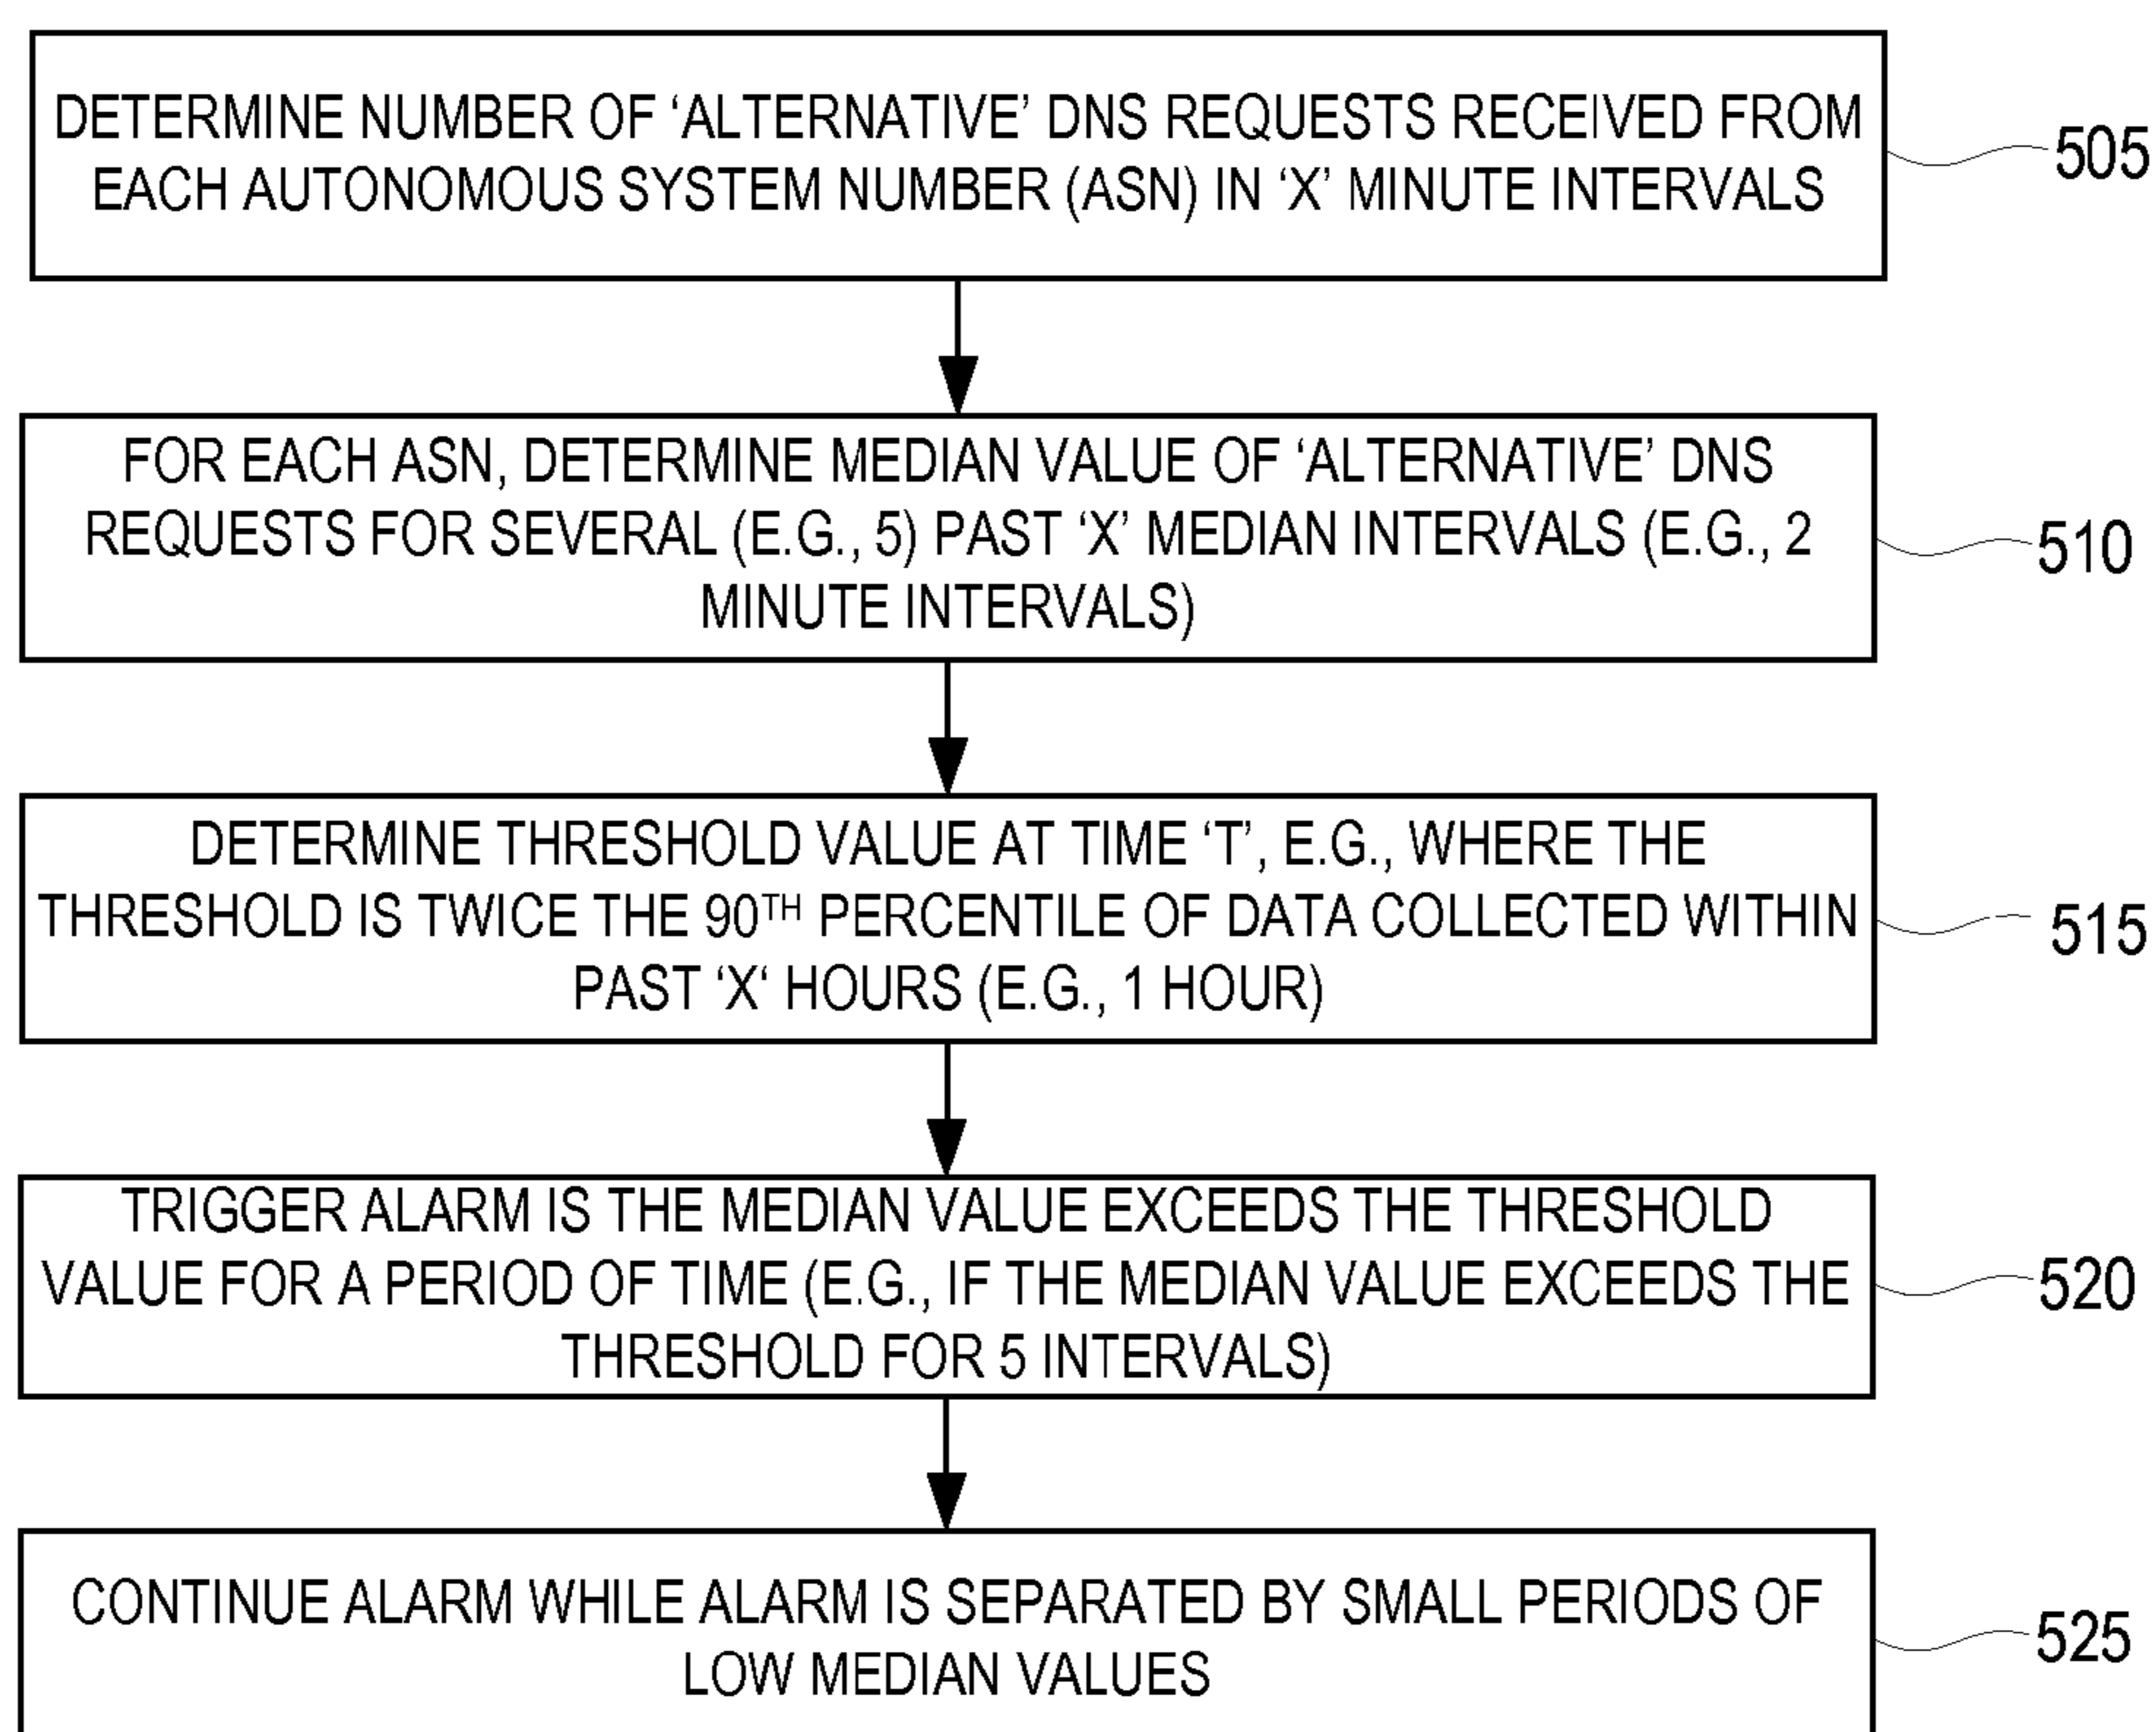 DETERMINE NUMBER OF ‘ALTERNATIVE’ DNS REQUESTS RECEIVED FROM
EACH AUTONOMOUS SYSTEM NUMBER (ASN) IN ‘X’ MINUTE INTERVALS
505
FOR EACH ASN, DETERMINE MEDIAN VALUE OF ‘ALTERNATIVE’ DNS
REQUESTS FOR SEVERAL (E.G., 5) PAST ‘X’ MEDIAN INTERVALS (E.G., 2
MINUTE INTERVALS)
510
DETERMINE THRESHOLD VALUE AT TIME ‘T’, E.G., WHERE THE
THRESHOLD IS TWICE THE 90TH PERCENTILE OF DATA COLLECTED WITHIN
PAST ‘X‘ HOURS (E.G., 1 HOUR)
515
TRIGGER ALARM IS THE MEDIAN VALUE EXCEEDS THE THRESHOLD
VALUE FOR A PERIOD OF TIME (E.G., IF THE MEDIAN VALUE EXCEEDS THE
THRESHOLD FOR 5 INTERVALS)
520
CONTINUE ALARM WHILE ALARM IS SEPARATED BY SMALL PERIODS OF
LOW MEDIAN VALUES
525